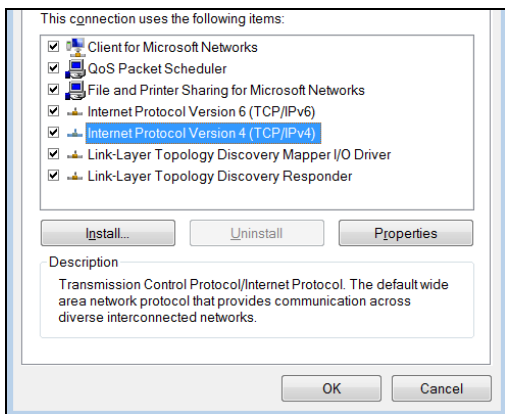 This connection uses the following items:
Client for Microsoft Networks
QoS Packet Scheduler
File and Printer Sharing for Microsoft Networks
Internet Protocol Version 6 (TCP/IPv6)
Internet Protocol Version 4 (TCP/IPv4)
Link-Layer Topology Discovery Mapper I/O Driver
Link-Layer Topology Discovery Responder
Install... Uninstall Properties
Description
Transmission Control Protocol/Internet Protocol. The default wide
area network protocol that provides communication across
diverse interconnected networks.
OK Cancel